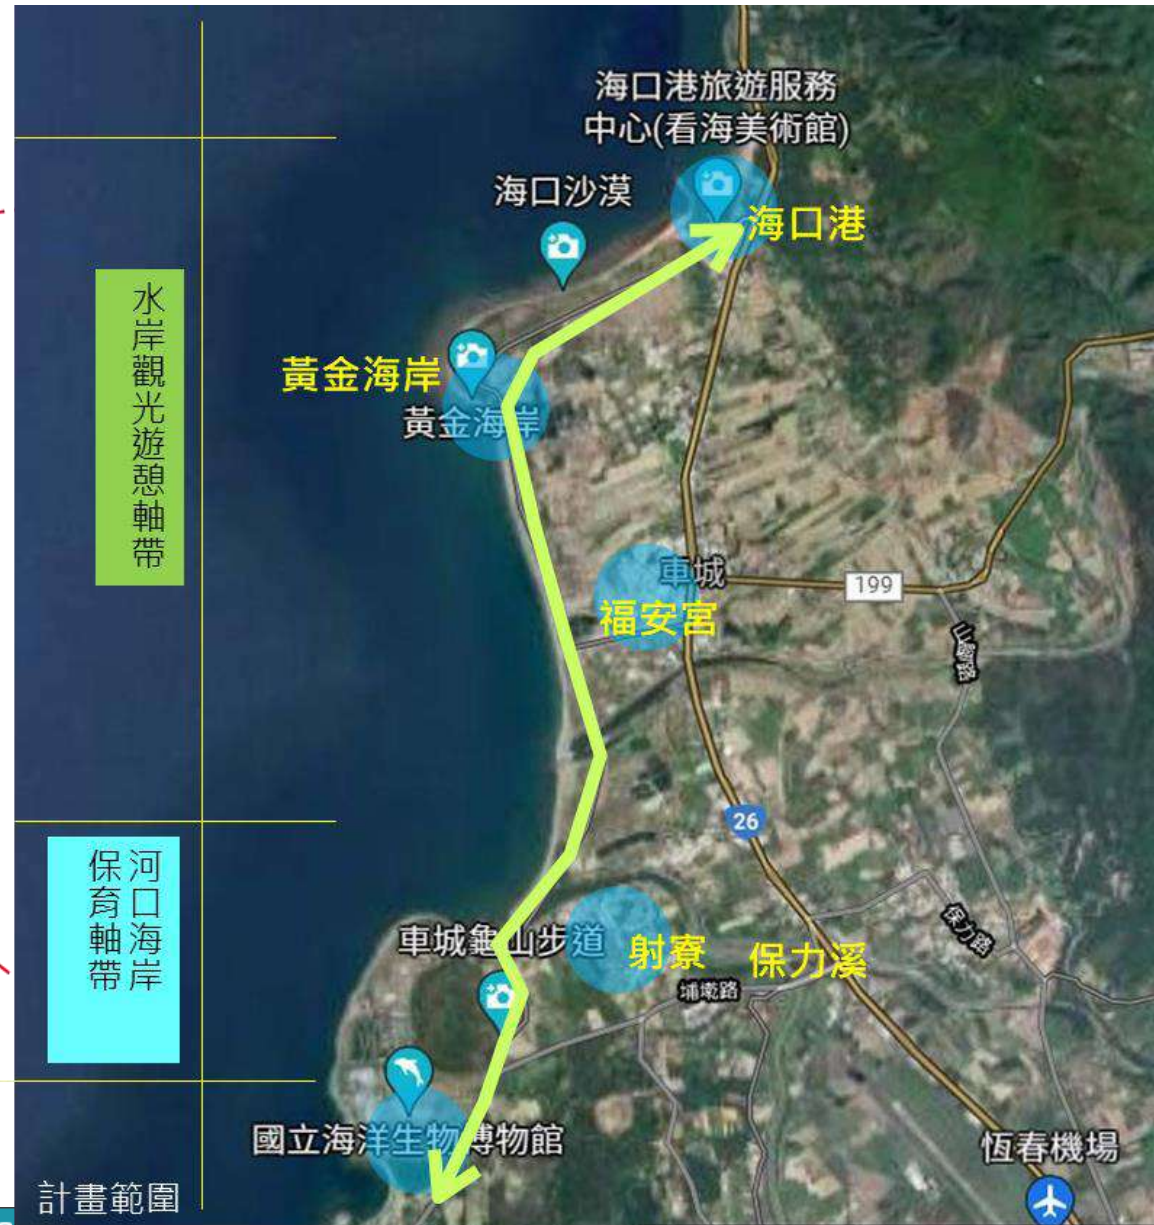 海口港旅遊服務
中心(看海美術館)
海口沙漠
海口港
水岸觀光遊憩軸帶
黃金海岸
黃金海岸
車城
199
福安宮
26
河口海岸
保育軸帶
保力路
車城龜山步道
射寮
保力溪
埔墘路
國立海洋生物博物館
恆春機場
計畫範圍